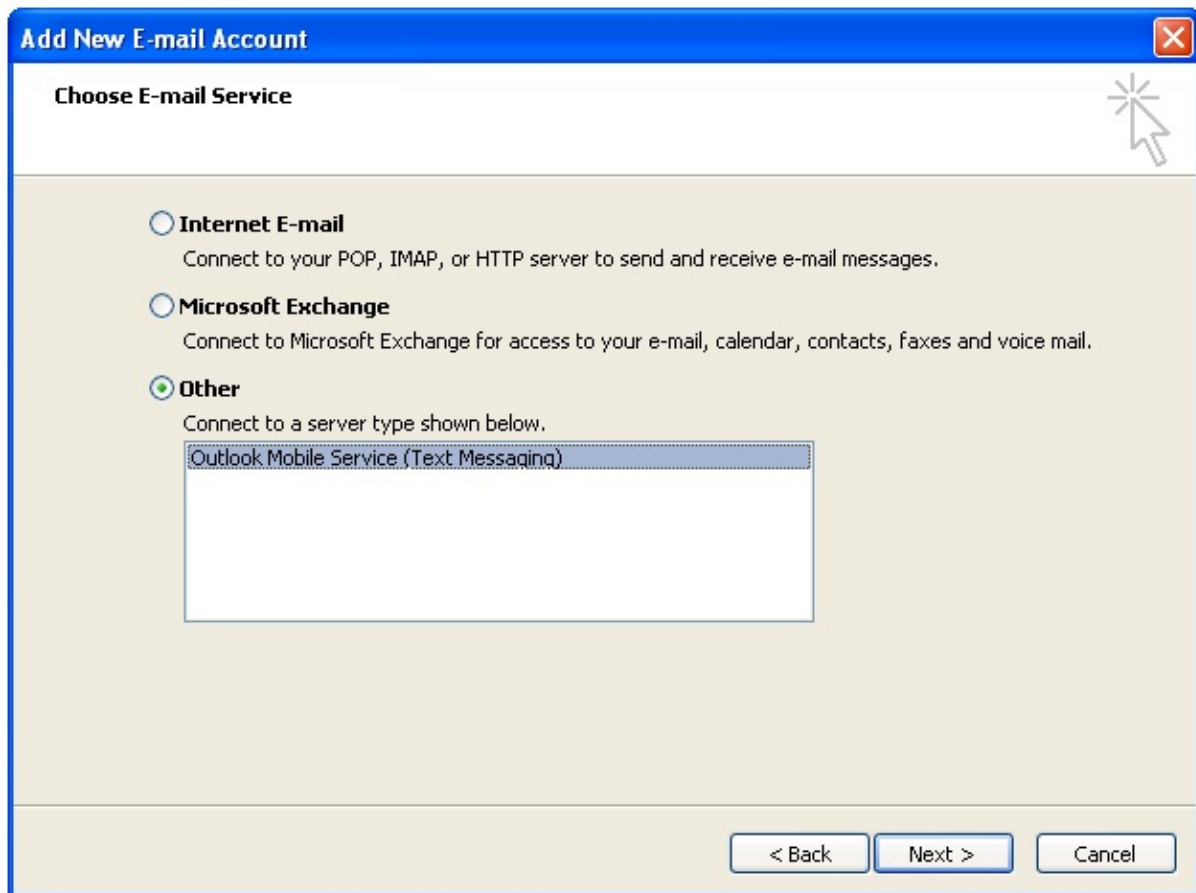 Add New E-mail Account
Choose E-mail Service
Internet E-mail
Connect to your POP, IMAP, or HTTP server to send and receive e-mail messages.
Microsoft Exchange
Connect to Microsoft Exchange for access to your e-mail, calendar, contacts, faxes and voice mail.
Other
Connect to a server type shown below.
Outlook Mobile Service (Text Messaging)
< Back Next > Cancel